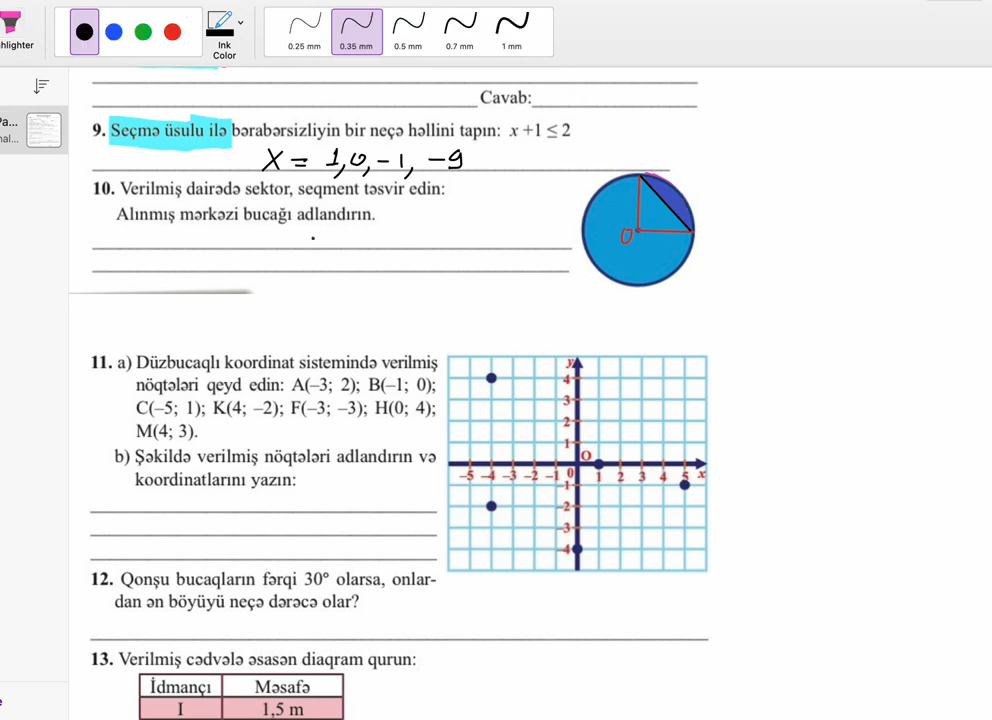 hlighter
Ink
Color
0.25 mm
0.35 mm
0.5 mm
0.7 mm
1 mm
Pa...
nal...
Cavab:
9. Seçmə üsulu ilə bərabərsizliyin bir neçə həllini tapın: x +1 ≤ 2
X = 1,0,-1, -9
10. Verilmiş dairədə sektor, seqment təsvir edin:
Alınmış mərkəzi bucağı adlandırın.
O
11. a) Düzbucaqlı koordinat sistemində verilmiş
nöqtələri qeyd edin: A(–3; 2); B(–1; 0);
C(–5; 1); K(4; –2); F(–3; –3); H(0; 4);
M(4; 3).
b) Şəkildə verilmiş nöqtələri adlandırın və
koordinatlarını yazın:
y
4
3
2
1
O
–5 –4 –3 –2 –1 0 1 2 3 4 5 x
–1
–2
–3
–4
12. Qonşu bucaqların fərqi 30° olarsa, onlar-
dan ən böyüyü neçə dərəcə olar?
13. Verilmiş cədvələ əsasən diaqram qurun:
İdmançı Məsafə
I 1,5 m